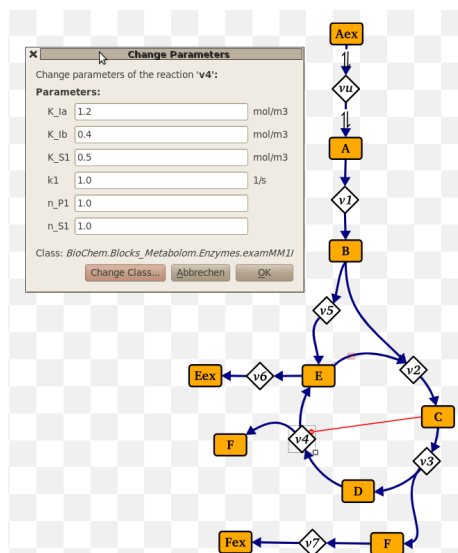 Aex
Change Parameters
Change parameters of the reaction 'v4':
Parameters:
K_Ia 1.2 mol/m3
K_Ib 0.4 mol/m3
K_S1 0.5 mol/m3
k1 1.0 1/s
n_P1 1.0
n_S1 1.0
Class: BioChem.Blocks_Metabolom.Enzymes.examMM1I
Change Class... Abbrechen OK
vu
A
v1
B
v5
v2
Eex v6 E
C
F v4
v3
D
Fex v7 F